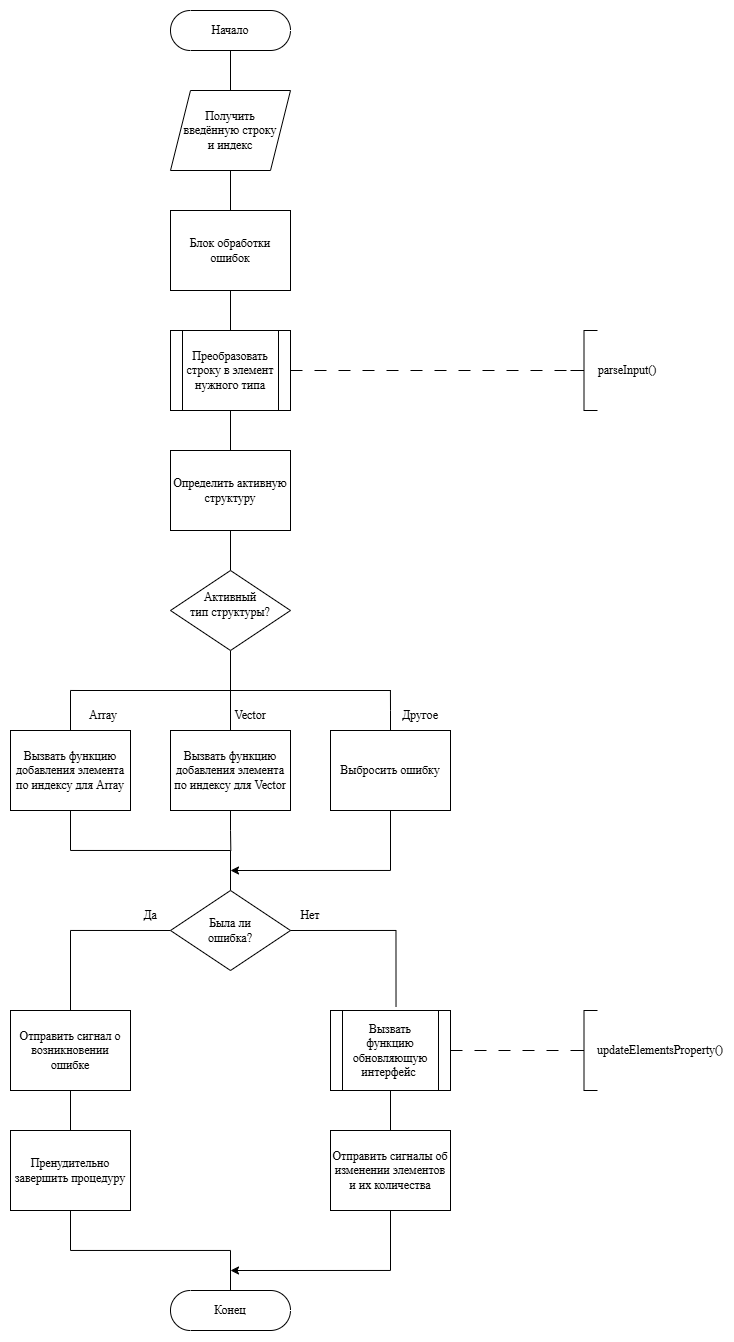 Начало
Получить
введённую строку
и индекс
Блок обработки
ошибок
Преобразовать
строку в элемент
нужного типа
parseInput()
Определить активную
структуру
Активный
тип структуры?
Array
Vector
Другое
Вызвать функцию
добавления элемента
по индексу для Array
Вызвать функцию
добавления элемента
по индексу для Vector
Выбросить ошибку
Да
Была ли
ошибка?
Нет
Отправить сигнал о
возникновении
ошибке
Вызвать
функцию
обновляющую
интерфейс
updateElementsProperty()
Пренудительно
завершить процедуру
Отправить сигналы об
изменении элементов
и их количества
Конец